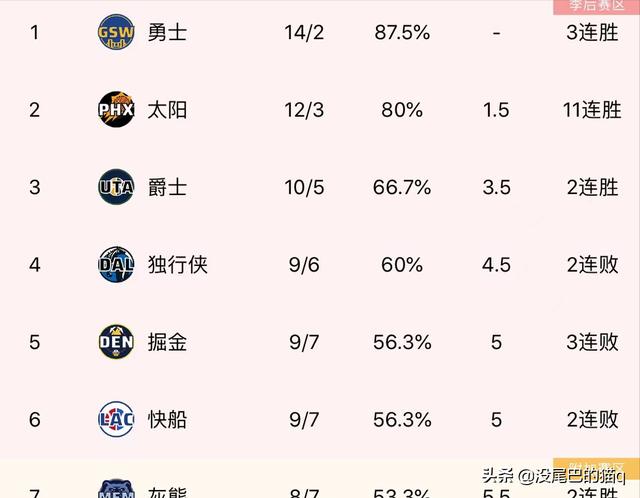 季后赛区
1 GSW 勇士 14/2 87.5% - 3连胜
2 PHX 太阳 12/3 80% 1.5 11连胜
3 UTA 爵士 10/5 66.7% 3.5 2连胜
4 DAL 独行侠 9/6 60% 4.5 2连败
5 DEN 掘金 9/7 56.3% 5 3连败
6 LAC 快船 9/7 56.3% 5 2连败
附加赛区
7 MEM 灰熊 8/7 53.3% 5.5 2连胜
头条 @没尾巴的猫q